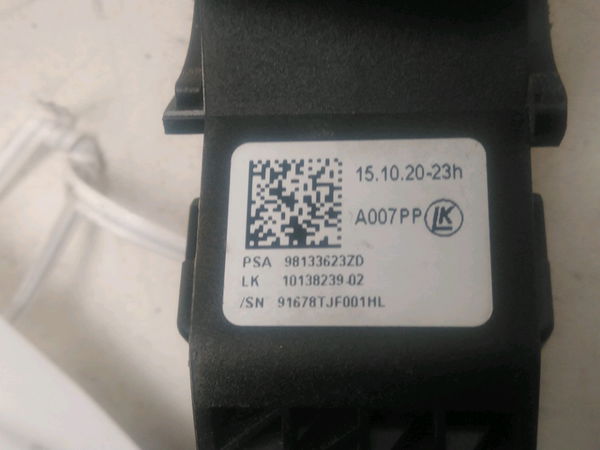 15.10.20-23h
A007PP LK
PSA 98133623ZD
LK 10138239-02
/SN 91678TJF001HL